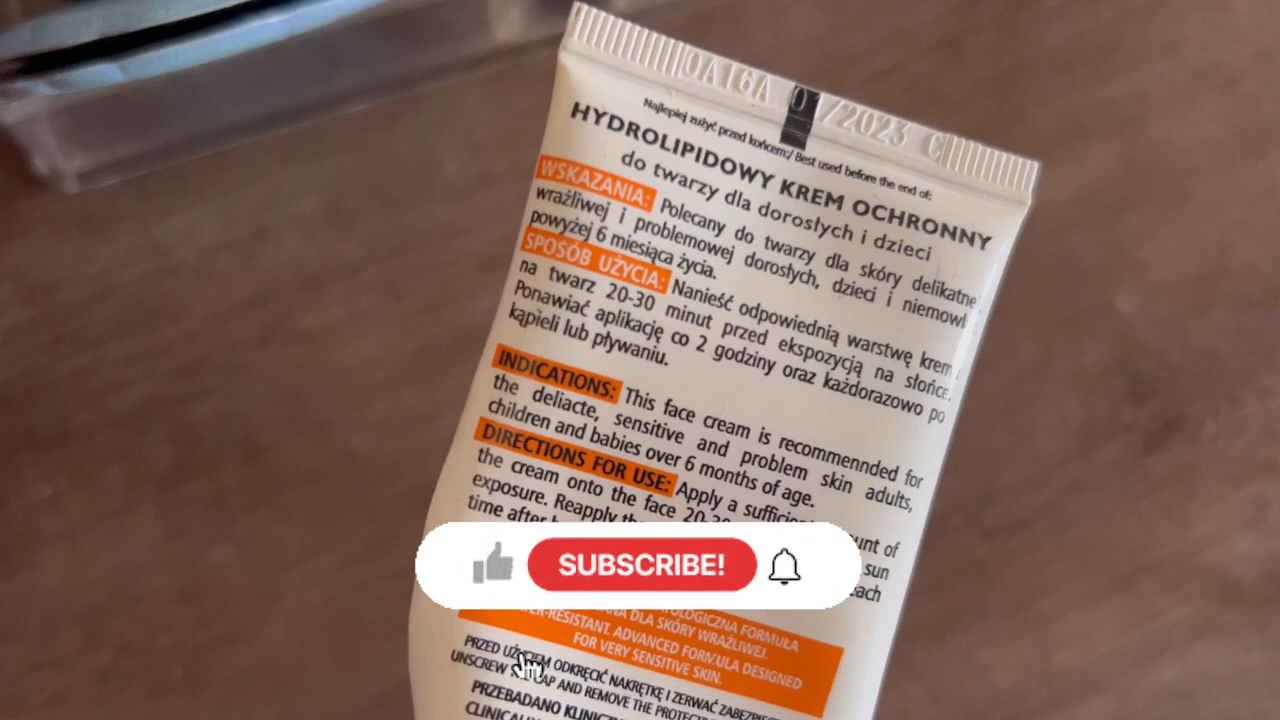 0A16A 07/2023 C
Najlepiej zużyć przed końcem:/ Best used before the end of:
HYDROLIPIDOWY KREM OCHRONNY
do twarzy dla dorosłych i dzieci
WSKAZANIA: Polecany do twarzy dla skóry delikatnej,
wrażliwej i problemowej dorosłych, dzieci i niemowląt
powyżej 6 miesiąca życia.
SPOSÓB UŻYCIA: Nanieść odpowiednią warstwę kremu
na twarz 20-30 minut przed ekspozycją na słońce.
Ponawiać aplikację co 2 godziny oraz każdorazowo po
kąpieli lub pływaniu.
INDICATIONS: This face cream is recommennded for
the deliacte, sensitive and problem skin adults,
children and babies over 6 months of age.
DIRECTIONS FOR USE: Apply a sufficient
the cream onto the face 20-30 sun
exposure. Reapply each
time after
SUBSCRIBE!
FORMUŁA
DLA SKÓRY WRAŻLIWEJ.
ADVANCED FORMULA DESIGNED
FOR VERY SENSITIVE SKIN.
PRZED UŻYCIEM ODKRĘCIĆ NAKRĘTKĘ I ZERWAĆ
UNSCREW CAP AND REMOVE THE
PRZEBADANO